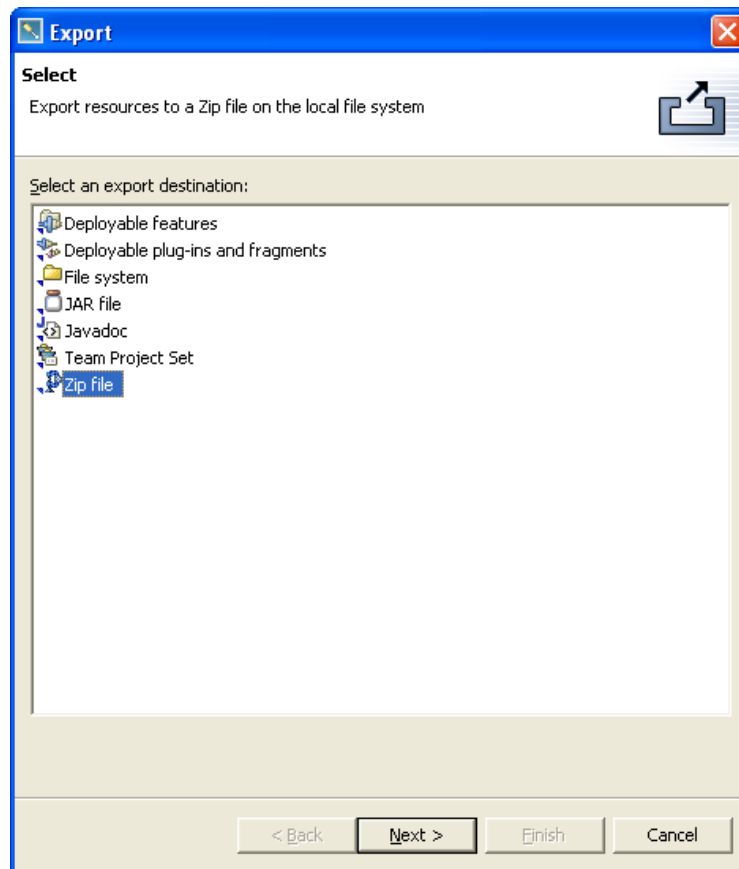 Export
Select
Export resources to a Zip file on the local file system
Select an export destination:
Deployable features
Deployable plug-ins and fragments
File system
JAR file
Javadoc
Team Project Set
Zip file
< Back Next > Finish Cancel